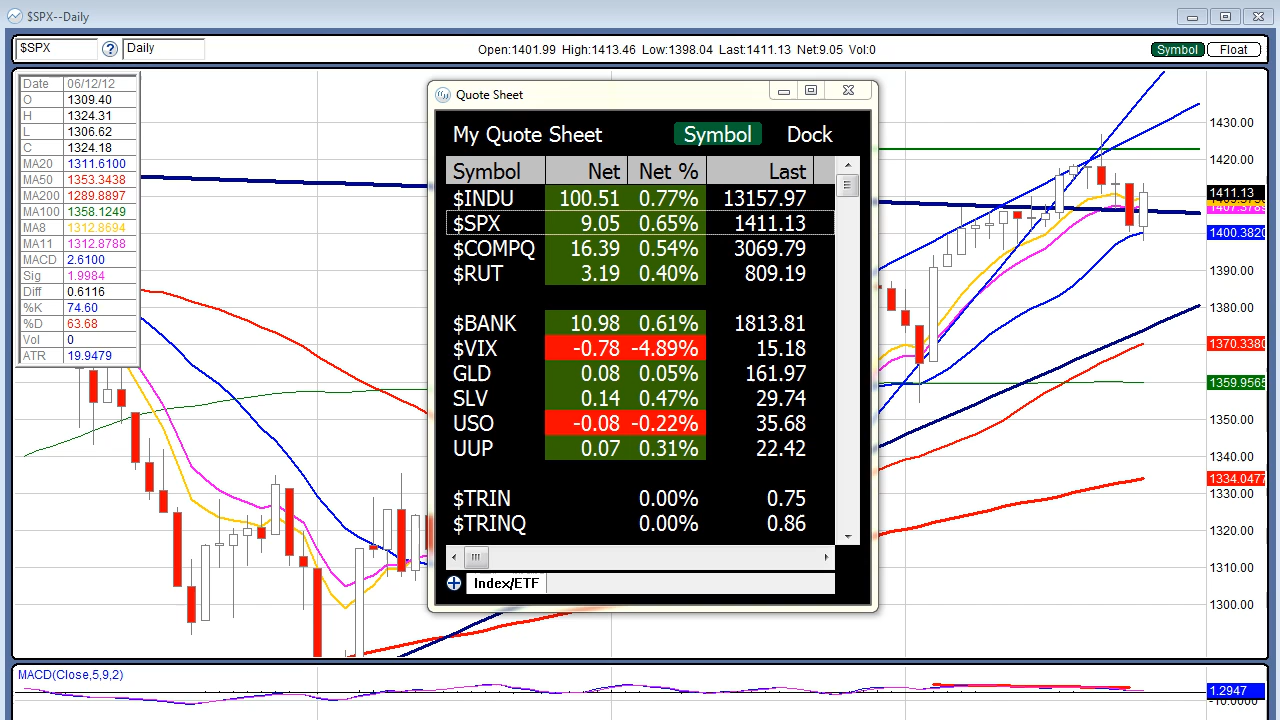 $SPX--Daily
$SPX ? Daily Open:1401.99 High:1413.46 Low:1398.04 Last:1411.13 Net:9.05 Vol:0 Symbol Float
Date 06/12/12
O 1309.40
H 1324.31
L 1306.62
C 1324.18
MA20 1311.6100
MA50 1353.3438
MA200 1289.8897
MA100 1358.1249
MA8 1312.8694
MA11 1312.8788
MACD 2.6100
Sig 1.9984
Diff 0.6116
%K 74.60
%D 63.68
Vol 0
ATR 19.9479
Quote Sheet
My Quote Sheet Symbol Dock
Symbol Net Net % Last
$INDU 100.51 0.77% 13157.97
$SPX 9.05 0.65% 1411.13
$COMPQ 16.39 0.54% 3069.79
$RUT 3.19 0.40% 809.19
$BANK 10.98 0.61% 1813.81
$VIX -0.78 -4.89% 15.18
GLD 0.08 0.05% 161.97
SLV 0.14 0.47% 29.74
USO -0.08 -0.22% 35.68
UUP 0.07 0.31% 22.42
$TRIN 0.00% 0.75
$TRINQ 0.00% 0.86
Index/ETF
1430.00
1420.00
1411.13
1400.3820
1390.00
1380.00
1370.3380
1359.9565
1350.00
1340.00
1334.0477
1330.00
1320.00
1310.00
1300.00
MACD(Close,5,9,2)
1.2947
-10.0000